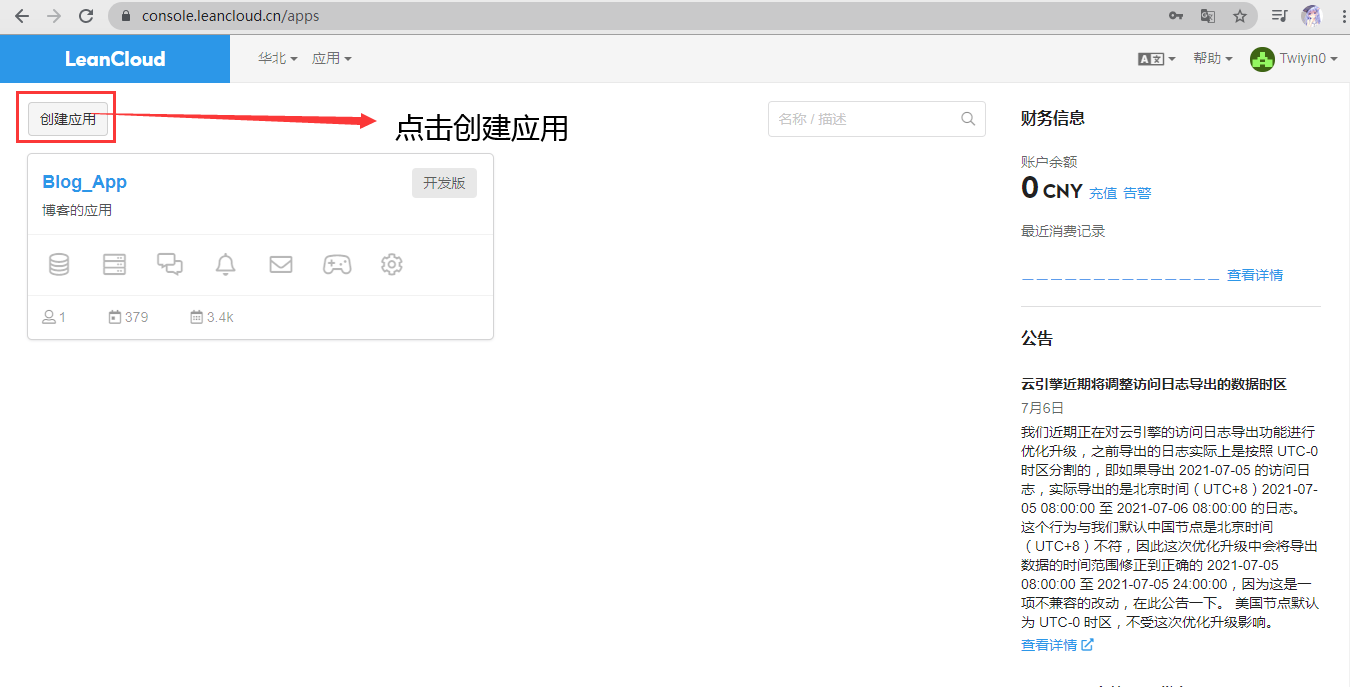 console.leancloud.cn/apps
LeanCloud
华北
应用
帮助
Twiyin0
创建应用
点击创建应用
名称 / 描述
Blog_App
开发版
博客的应用
1
379
3.4k
财务信息
账户余额
0 CNY 充值 告警
最近消费记录
查看详情
公告
云引擎近期将调整访问日志导出的数据时区
7月6日
我们近期正在对云引擎的访问日志导出功能进行
优化升级，之前导出的日志实际上是按照 UTC-0
时区分割的，即如果导出 2021-07-05 的访问日
志，实际导出的是北京时间（UTC+8）2021-07-
05 08:00:00 至 2021-07-06 08:00:00 的日志。
这个行为与我们默认中国节点是北京时间
（UTC+8）不符，因此这次优化升级中会将导出
数据的时间范围修正到正确的 2021-07-05
08:00:00 至 2021-07-05 24:00:00，因为这是一
项不兼容的改动，在此公告一下。 美国节点默认
为 UTC-0 时区，不受这次优化升级影响。
查看详情